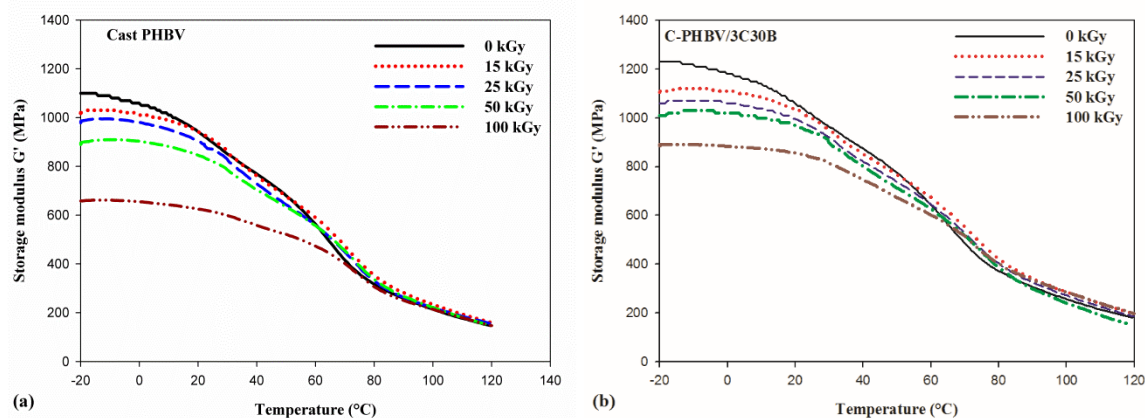 Cast PHBV
0 kGy
15 kGy
25 kGy
50 kGy
100 kGy
Storage modulus G' (MPa)
1400
1200
1000
800
600
400
200
0
-20 0 20 40 60 80 100 120 140
(a)
Temperature (°C)
C-PHBV/3C30B
0 kGy
15 kGy
25 kGy
50 kGy
100 kGy
Storage modulus G' (MPa)
1400
1200
1000
800
600
400
200
0
-20 0 20 40 60 80 100 120
(b)
Temperature (°C)